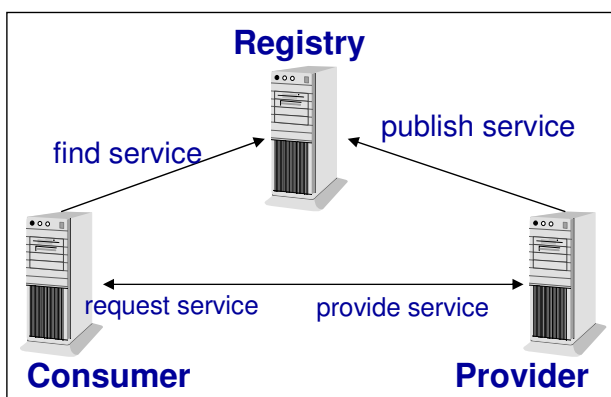 Registry
publish service
find service
request service
provide service
Consumer
Provider